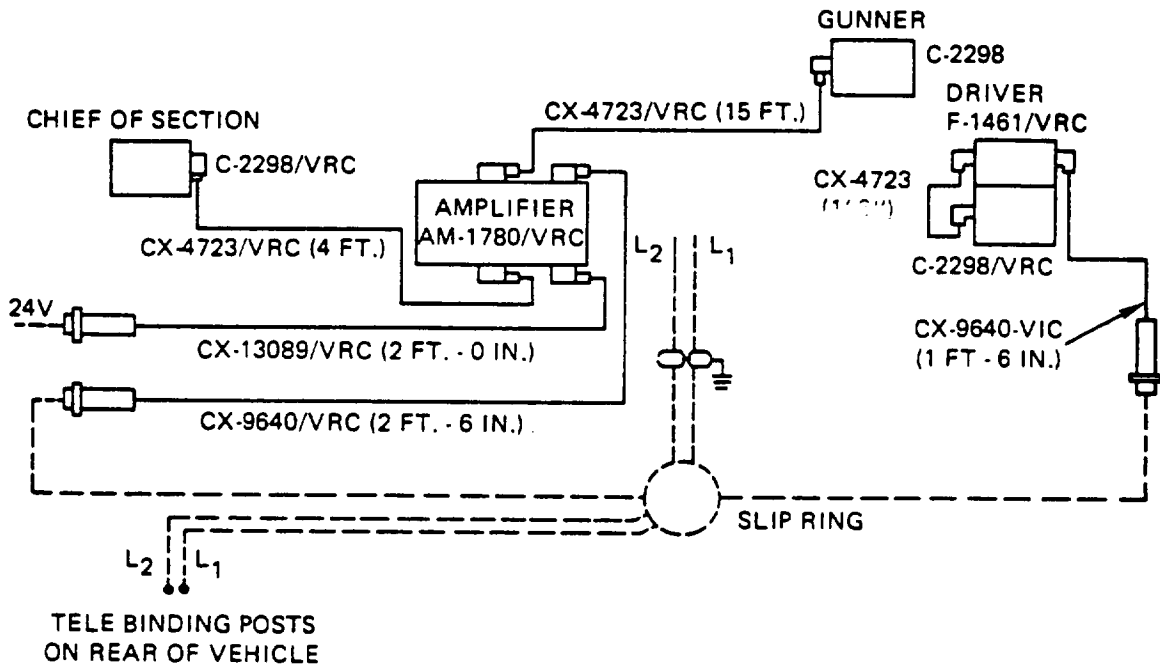 GUNNER
C-2298
DRIVER
F-1461/VRC
CX-4723/VRC (15 FT.)
CHIEF OF SECTION
C-2298/VRC
CX-4723
AMPLIFIER
AM-1780/VRC
L2
L1
CX-4723/VRC (4 FT.)
C-2298/VRC
24V
CX-13089/VRC (2 FT. - 0 IN.)
CX-9640-VIC
(1 FT - 6 IN.)
CX-9640/VRC (2 FT. - 6 IN.)
SLIP RING
L2
L1
TELE BINDING POSTS
ON REAR OF VEHICLE